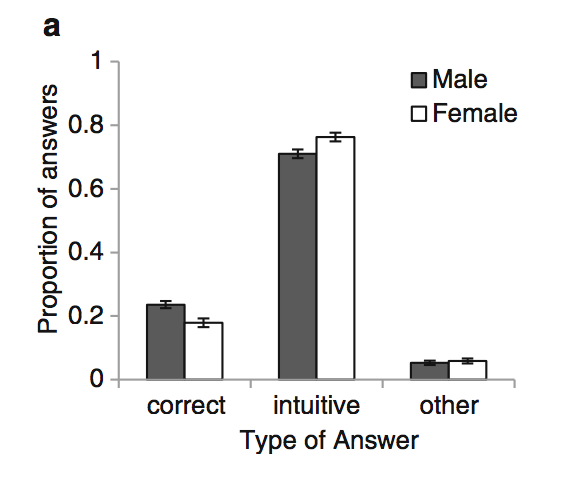 a
Proportion of answers
1
0.8
0.6
0.4
0.2
0
Male
Female
correct intuitive other
Type of Answer